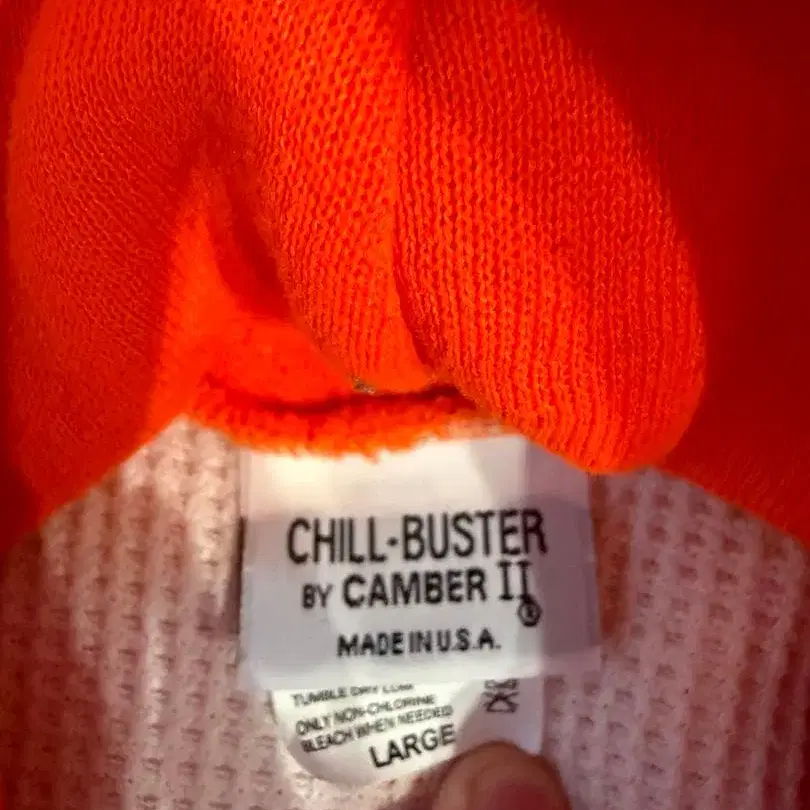 CHILL-BUSTER
BY CAMBER II®
MADE IN U.S.A.
TUMBLE DRY LOW
ONLY NON-CHLORINE
BLEACH WHEN NEEDED
LARGE